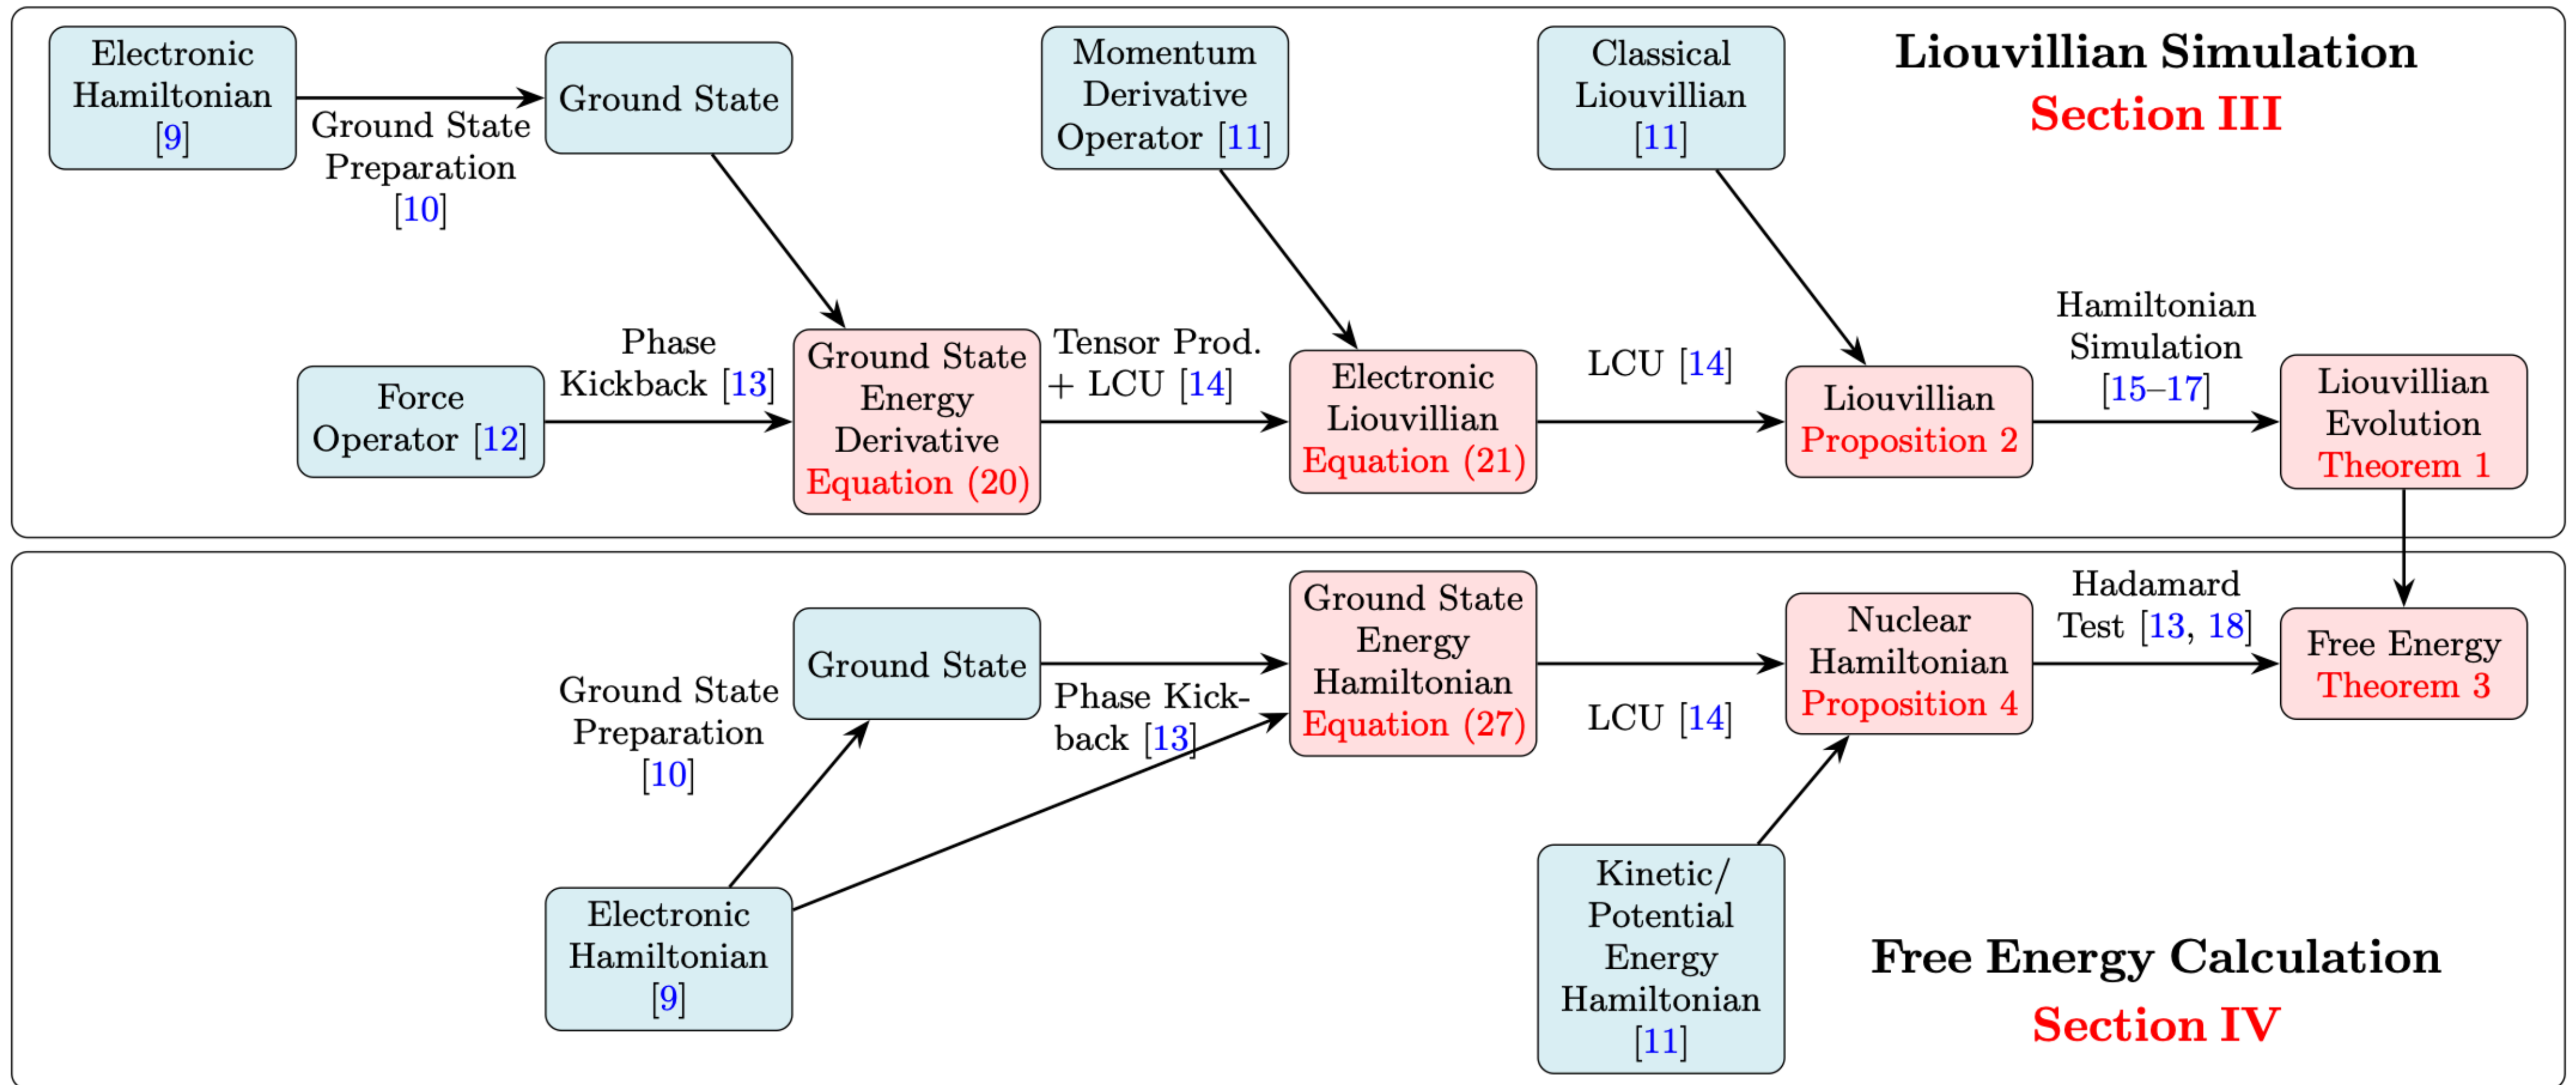 Electronic
Hamiltonian
[9]
Ground State
Preparation
[10]
Ground State
Momentum
Derivative
Operator [11]
Classical
Liouvillian
[11]
Liouvillian Simulation
Section III
Force
Operator [12]
Phase
Kickback [13]
Ground State
Energy
Derivative
Equation (20)
Tensor Prod.
+ LCU [14]
Electronic
Liouvillian
Equation (21)
LCU [14]
Liouvillian
Proposition 2
Hamiltonian
Simulation
[15–17]
Liouvillian
Evolution
Theorem 1
Electronic
Hamiltonian
[9]
Ground State
Preparation
[10]
Ground State
Phase Kick-
back [13]
Ground State
Energy
Hamiltonian
Equation (27)
LCU [14]
Kinetic/
Potential
Energy
Hamiltonian
[11]
Nuclear
Hamiltonian
Proposition 4
Hadamard
Test [13, 18]
Free Energy
Theorem 3
Free Energy Calculation
Section IV